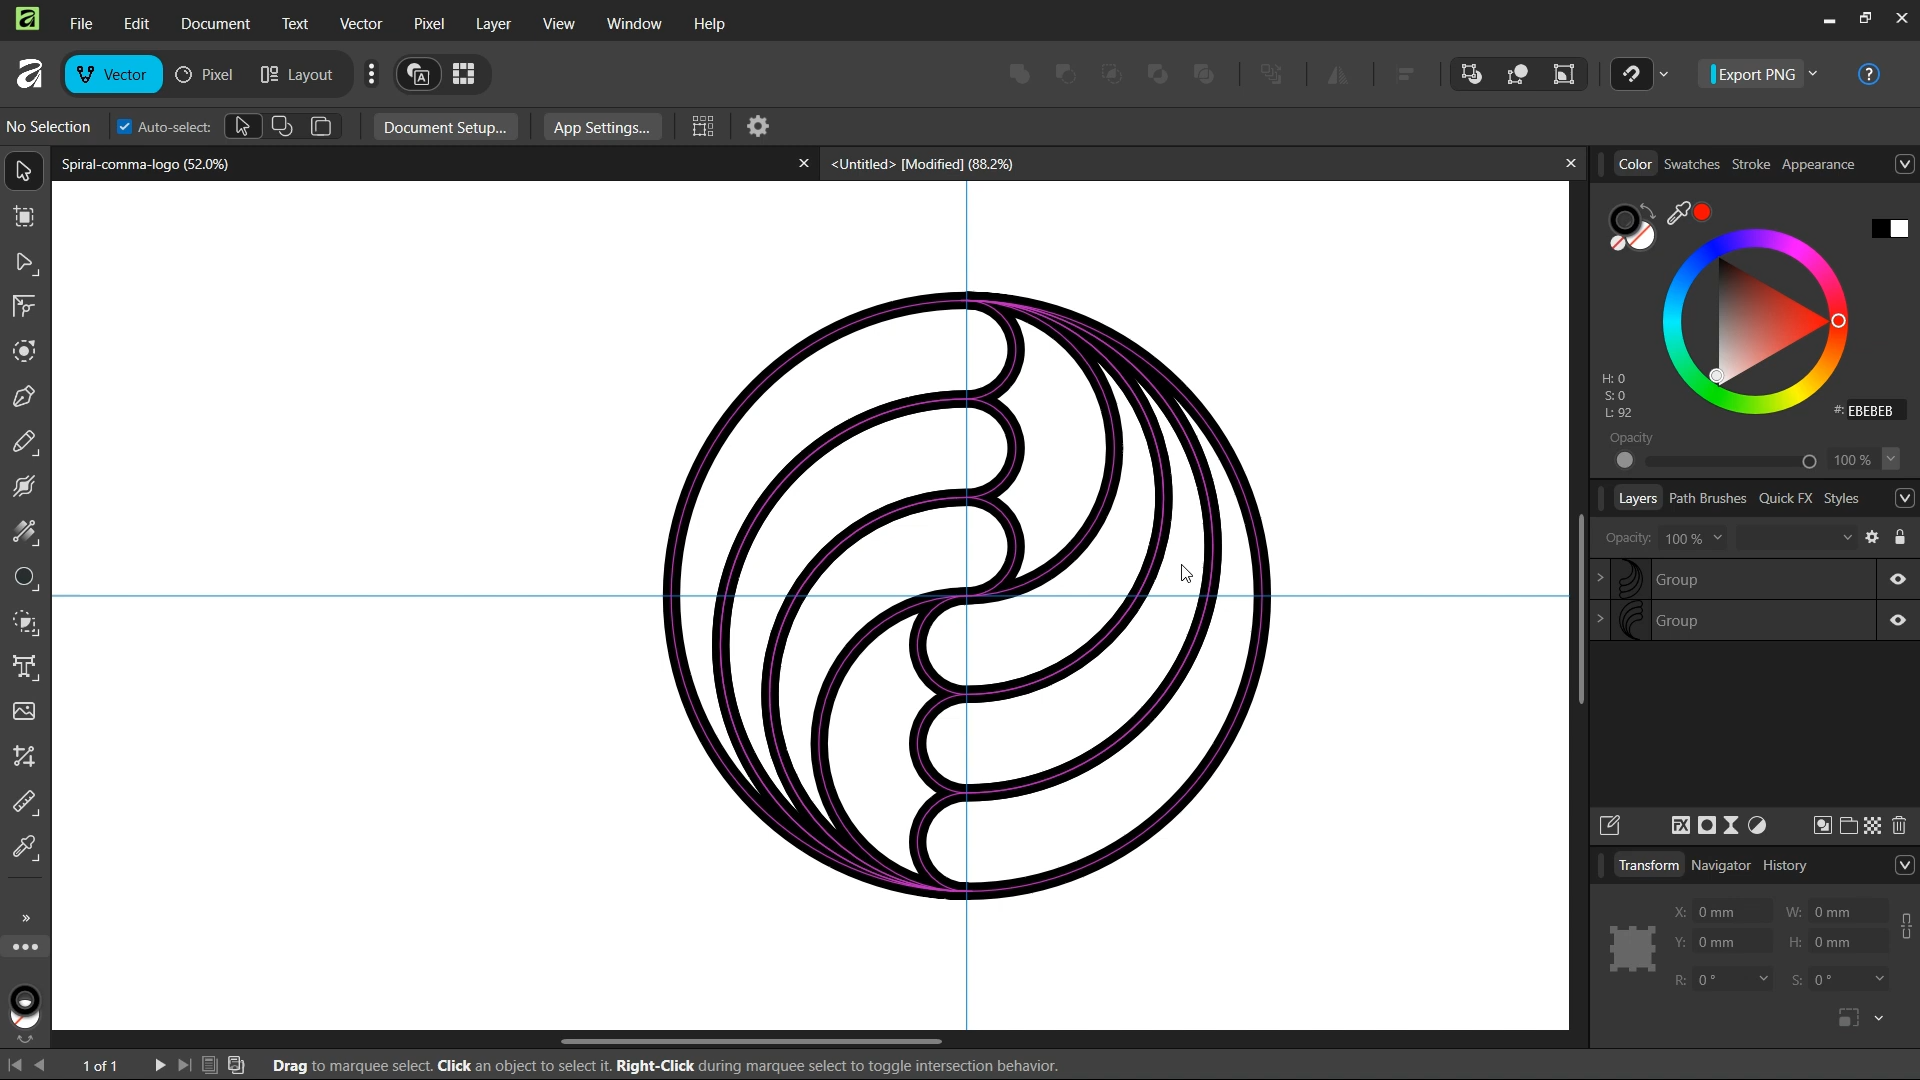 File Edit Document Text Vector Pixel Layer View Window Help
Vector Pixel Layout Export PNG
No Selection Auto-select: Document Setup... App Settings...
Spiral-comma-logo (52.0%) <Untitled> [Modified] (88.2%)
Color Swatches Stroke Appearance
H: 0
S: 0
L: 92
#: EBEBEB
Opacity
100 %
Layers Path Brushes Quick FX Styles
Opacity: 100 %
Group
Group
Transform Navigator History
X: 0 mm W: 0 mm
Y: 0 mm H: 0 mm
R: 0 ° S: 0 °
1 of 1 Drag to marquee select. Click an object to select it. Right-Click during marquee select to toggle intersection behavior.